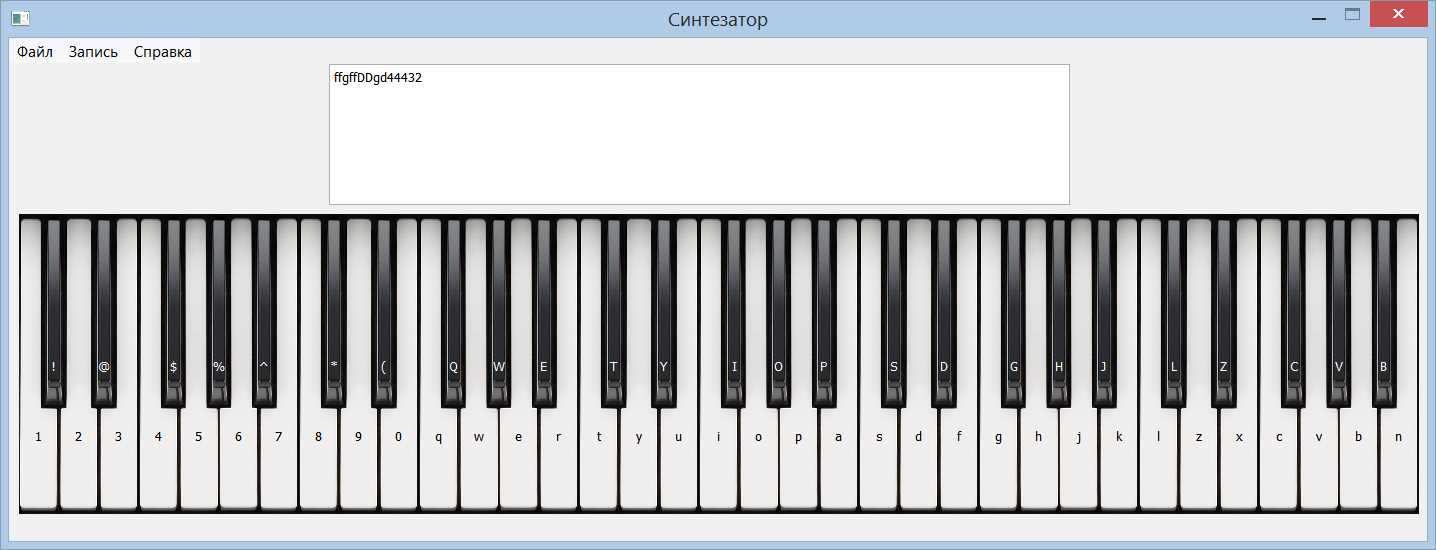 Синтезатор
Файл Запись Справка
ffgffDDgd44432
! @ $ % ^ * ( Q W E T Y I O P S D G H J L Z C V B
1 2 3 4 5 6 7 8 9 0 q w e r t y u i o p a s d f g h j k l z x c v b n